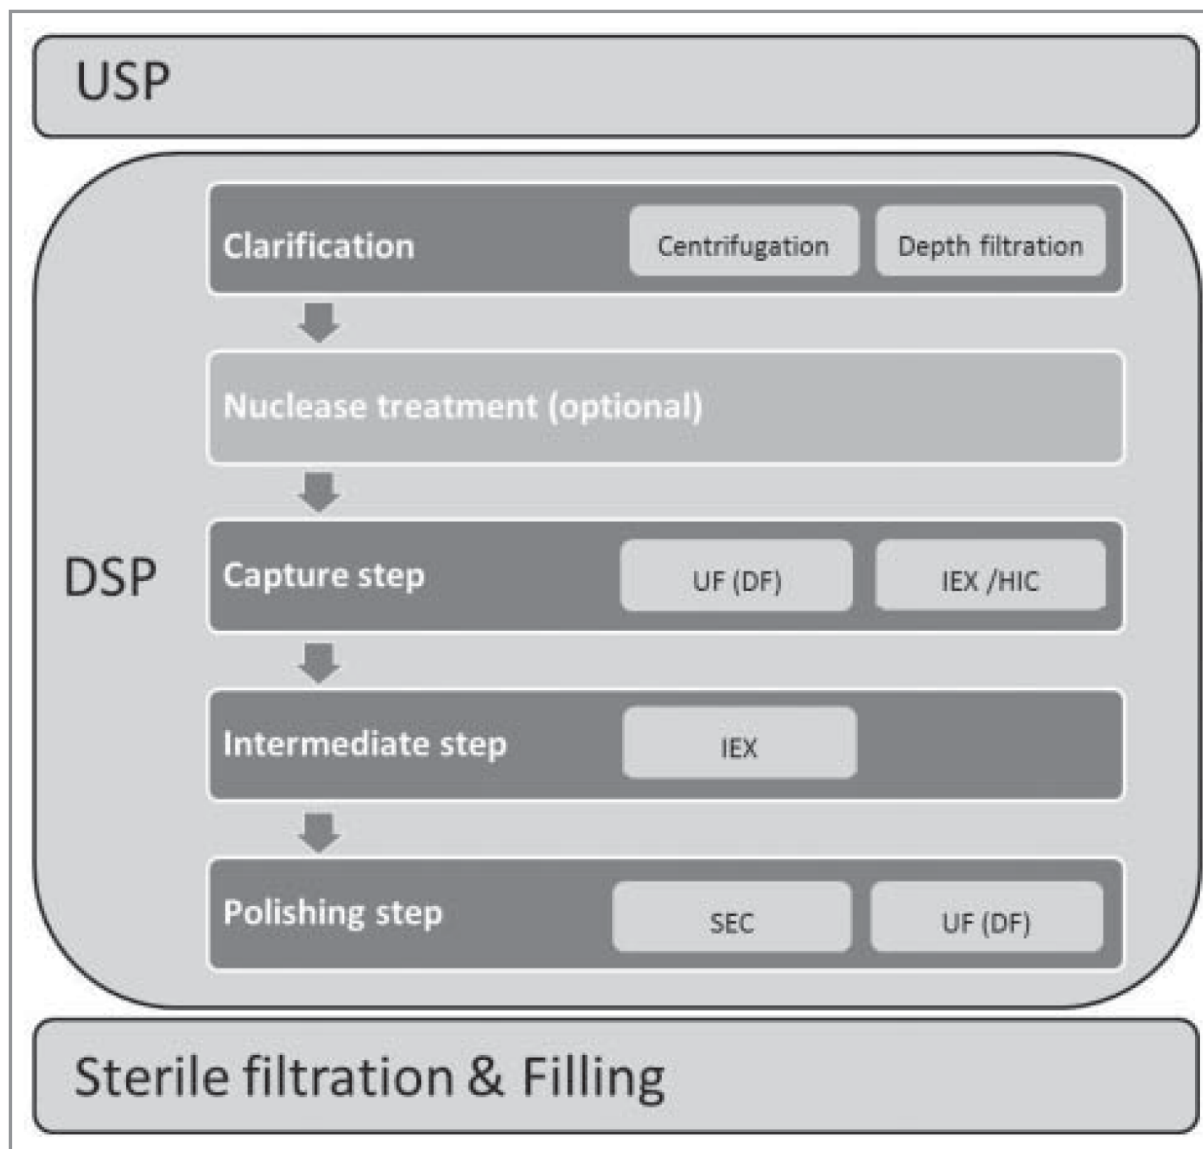 USP
Clarification
Centrifugation
Depth filtration
Nuclease treatment (optional)
DSP
Capture step
UF (DF)
IEX /HIC
Intermediate step
IEX
Polishing step
SEC
UF (DF)
Sterile filtration & Filling